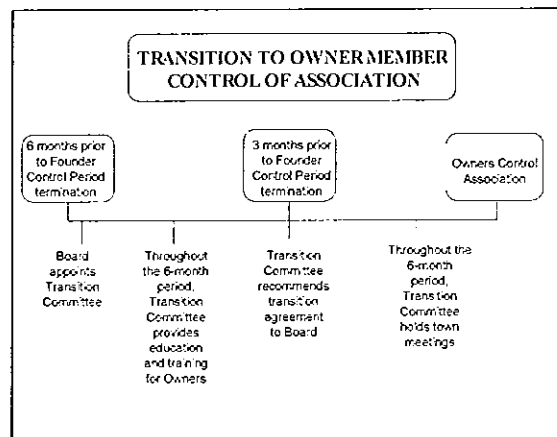 TRANSITION TO OWNER MEMBER
CONTROL OF ASSOCIATION
6 months prior
to Founder
Control Period
termination
3 months prior
to Founder
Control Period
termination
Owners Control
Association
Board
appoints
Transition
Committee
Throughout
the 6-month
period,
Transition
Committee
provides
education
and training
for Owners
Transition
Committee
recommends
transition
agreement
to Board
Throughout the
6-month
period,
Transition
Committee
holds town
meetings